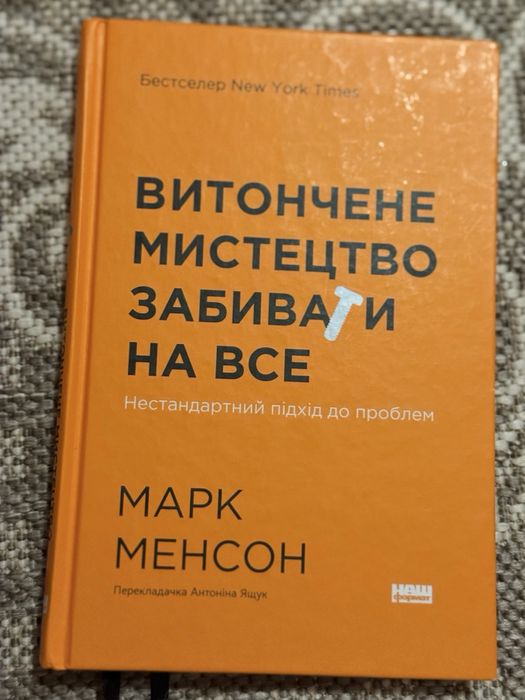 Бестселер New York Times
ВИТОНЧЕНЕ
МИСТЕЦТВО
ЗАБИВАТИ
НА ВСЕ
Нестандартний підхід до проблем
МАРК
МЕНСОН
Перекладачка Антоніна Ящук
наш
формат